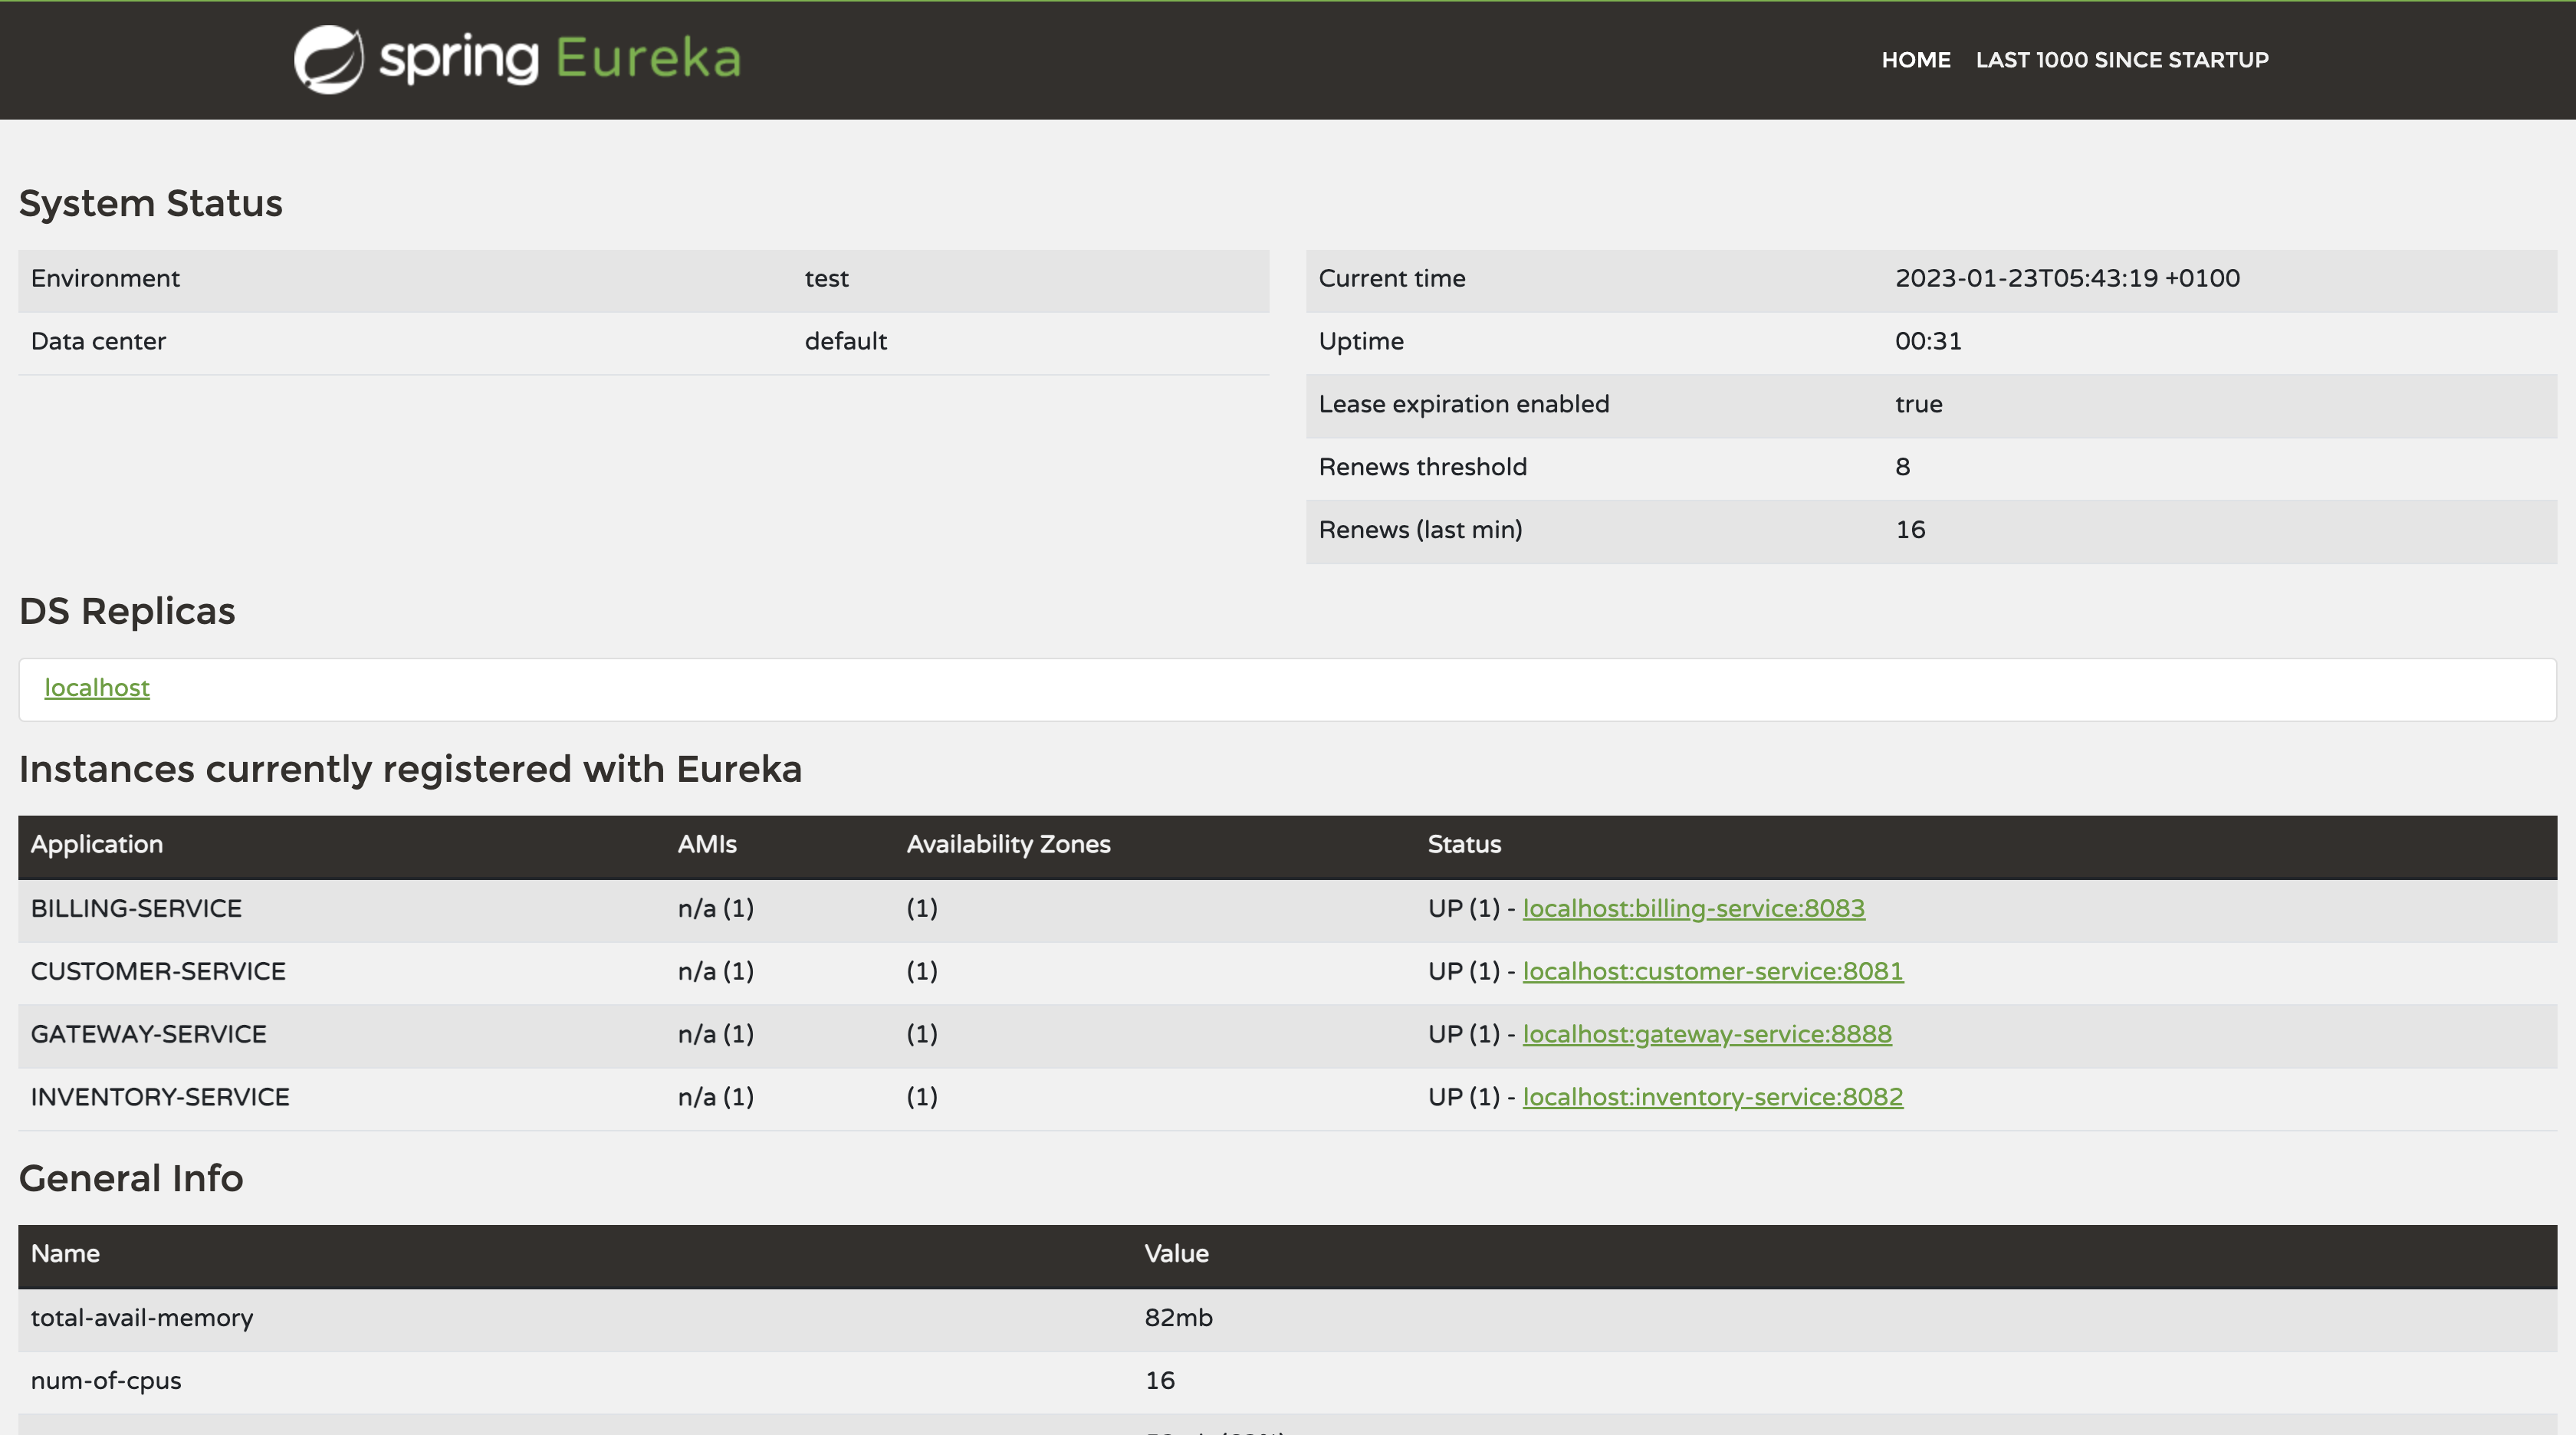 spring Eureka
HOME LAST 1000 SINCE STARTUP
System Status
Environment test
Data center default
Current time 2023-01-23T05:43:19 +0100
Uptime 00:31
Lease expiration enabled true
Renews threshold 8
Renews (last min) 16
DS Replicas
localhost
Instances currently registered with Eureka
Application AMIs Availability Zones Status
BILLING-SERVICE n/a (1) (1) UP (1) - localhost:billing-service:8083
CUSTOMER-SERVICE n/a (1) (1) UP (1) - localhost:customer-service:8081
GATEWAY-SERVICE n/a (1) (1) UP (1) - localhost:gateway-service:8888
INVENTORY-SERVICE n/a (1) (1) UP (1) - localhost:inventory-service:8082
General Info
Name Value
total-avail-memory 82mb
num-of-cpus 16